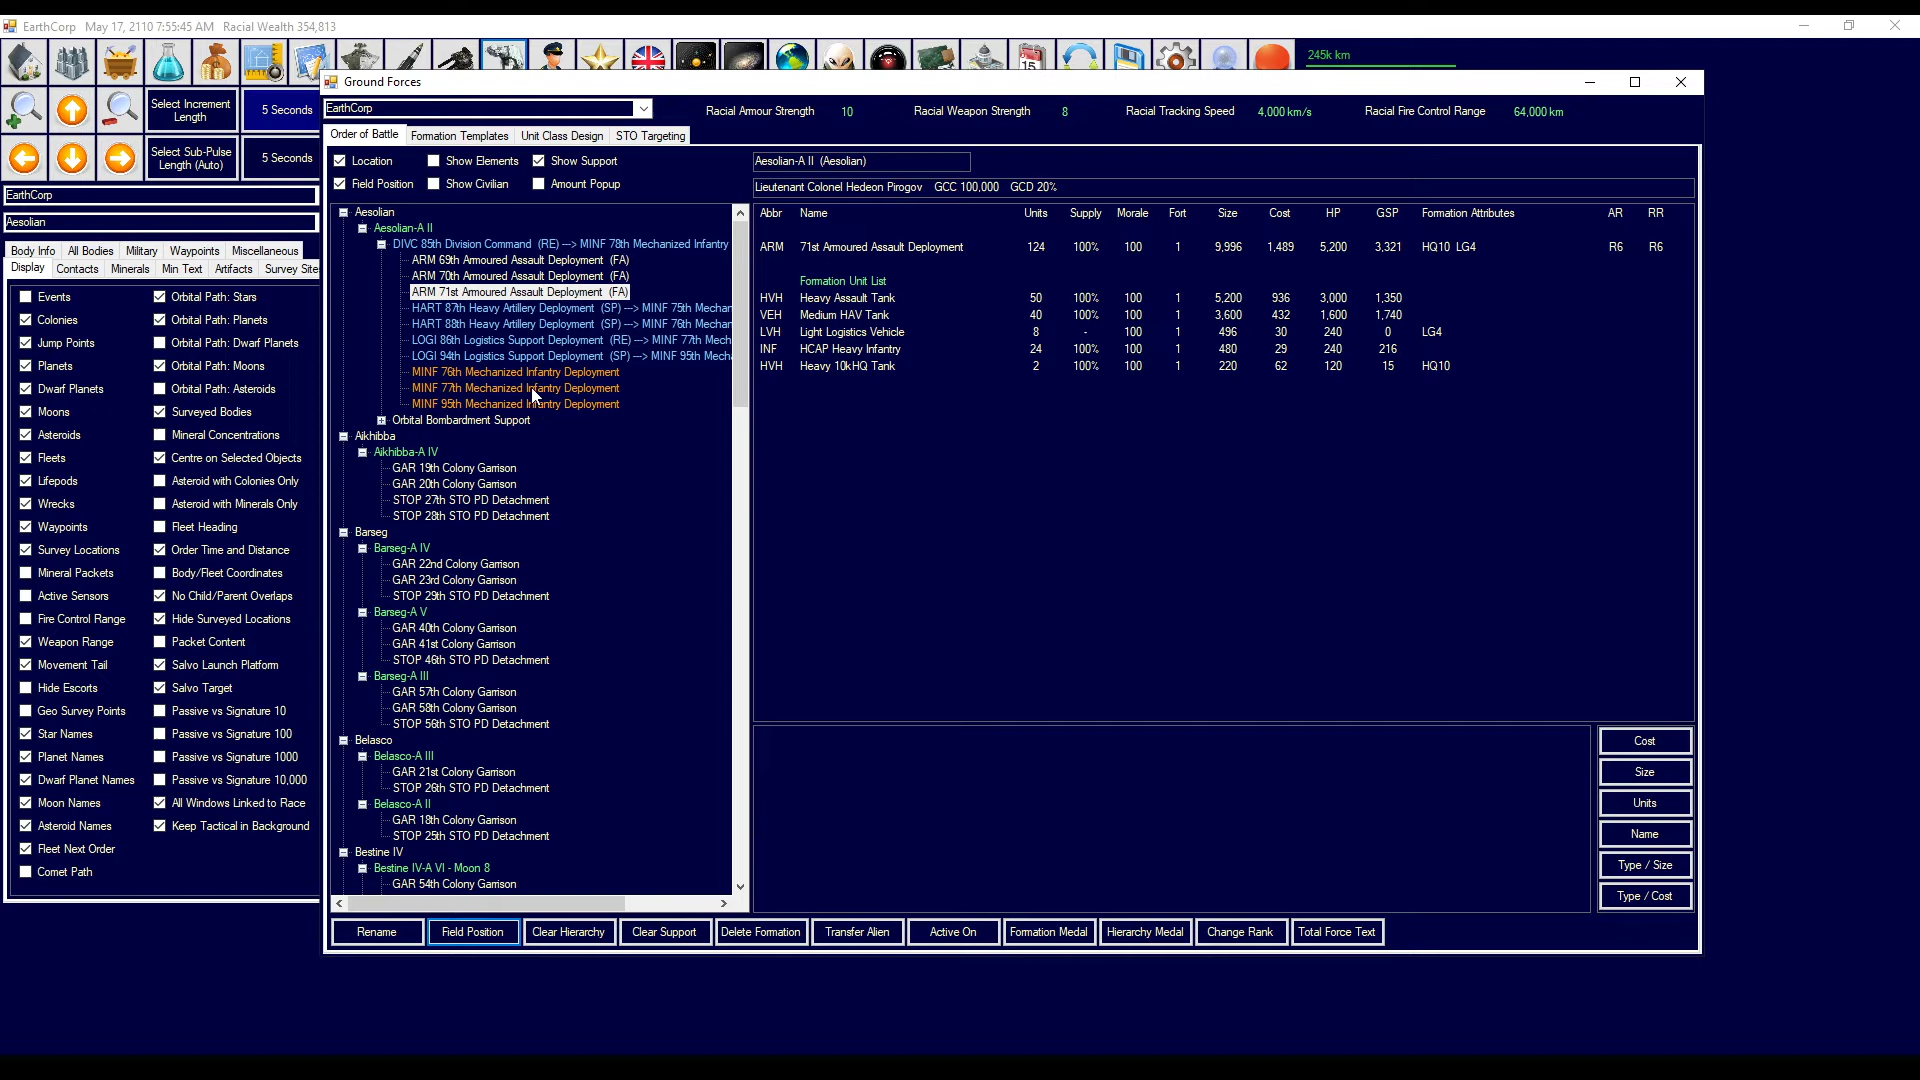 EarthCorp May 17, 2110 7:55:45 AM Racial Wealth 354,813
245k km
Ground Forces
Select Increment Length
5 Seconds
Select Sub-Pulse Length (Auto)
5 Seconds
EarthCorp
Aesolian
Body Info All Bodies Military Waypoints Miscellaneous
Display Contacts Minerals Min Text Artifacts Survey Sites
Events Orbital Path: Stars
Colonies Orbital Path: Planets
Jump Points Orbital Path: Dwarf Planets
Planets Orbital Path: Moons
Dwarf Planets Orbital Path: Asteroids
Moons Surveyed Bodies
Asteroids Mineral Concentrations
Fleets Centre on Selected Objects
Lifepods Asteroid with Colonies Only
Wrecks Asteroid with Minerals Only
Waypoints Fleet Heading
Survey Locations Order Time and Distance
Mineral Packets Body/Fleet Coordinates
Active Sensors No Child/Parent Overlaps
Fire Control Range Hide Surveyed Locations
Weapon Range Packet Content
Movement Tail Salvo Launch Platform
Hide Escorts Salvo Target
Geo Survey Points Passive vs Signature 10
Star Names Passive vs Signature 100
Planet Names Passive vs Signature 1000
Dwarf Planet Names Passive vs Signature 10,000
Moon Names All Windows Linked to Race
Asteroid Names Keep Tactical in Background
Fleet Next Order
Comet Path
EarthCorp
Racial Armour Strength 10 Racial Weapon Strength 8 Racial Tracking Speed 4,000 km/s Racial Fire Control Range 64,000 km
Order of Battle Formation Templates Unit Class Design STO Targeting
Location Show Elements Show Support
Field Position Show Civilian Amount Popup
Aesolian
Aesolian-A II
DIVC 85th Division Command (RE) --> MINF 78th Mechanized Infantry
ARM 69th Armoured Assault Deployment (FA)
ARM 70th Armoured Assault Deployment (FA)
ARM 71st Armoured Assault Deployment (FA)
HART 87th Heavy Artillery Deployment (SP) --> MINF 75th Mechan
HART 88th Heavy Artillery Deployment (SP) --> MINF 76th Mechan
LOGI 86th Logistics Support Deployment (RE) --> MINF 77th Mech
LOGI 94th Logistics Support Deployment (SP) --> MINF 95th Mech
MINF 76th Mechanized Infantry Deployment
MINF 77th Mechanized Infantry Deployment
MINF 95th Mechanized Infantry Deployment
Orbital Bombardment Support
Aikhibba
Aikhibba-A IV
GAR 19th Colony Garrison
GAR 20th Colony Garrison
STOP 27th STO PD Detachment
STOP 28th STO PD Detachment
Barseg
Barseg-A IV
GAR 22nd Colony Garrison
GAR 23rd Colony Garrison
STOP 29th STO PD Detachment
Barseg-A V
GAR 40th Colony Garrison
GAR 41st Colony Garrison
STOP 46th STO PD Detachment
Barseg-A III
GAR 57th Colony Garrison
GAR 58th Colony Garrison
STOP 56th STO PD Detachment
Belasco
Belasco-A III
GAR 21st Colony Garrison
STOP 26th STO PD Detachment
Belasco-A II
GAR 18th Colony Garrison
STOP 25th STO PD Detachment
Bestine IV
Bestine IV-A VI - Moon 8
GAR 54th Colony Garrison
Aesolian-A II (Aesolian)
Lieutenant Colonel Hedeon Pirogov GCC 100,000 GCD 20%
Abbr Name Units Supply Morale Fort Size Cost HP GSP Formation Attributes AR RR
ARM 71st Armoured Assault Deployment 124 100% 100 1 9,996 1,489 5,200 3,321 HQ10 LG4 R6 R6
Formation Unit List
HVH Heavy Assault Tank 50 100% 100 1 5,200 936 3,000 1,350
VEH Medium HAV Tank 40 100% 100 1 3,600 432 1,600 1,740
LVH Light Logistics Vehicle 8 - 100 1 496 30 240 0 LG4
INF HCAP Heavy Infantry 24 100% 100 1 480 29 240 216
HVH Heavy 10kHQ Tank 2 100% 100 1 220 62 120 15 HQ10
Cost
Size
Units
Name
Type / Size
Type / Cost
Rename Field Position Clear Hierarchy Clear Support Delete Formation Transfer Alien Active On Formation Medal Hierarchy Medal Change Rank Total Force Text